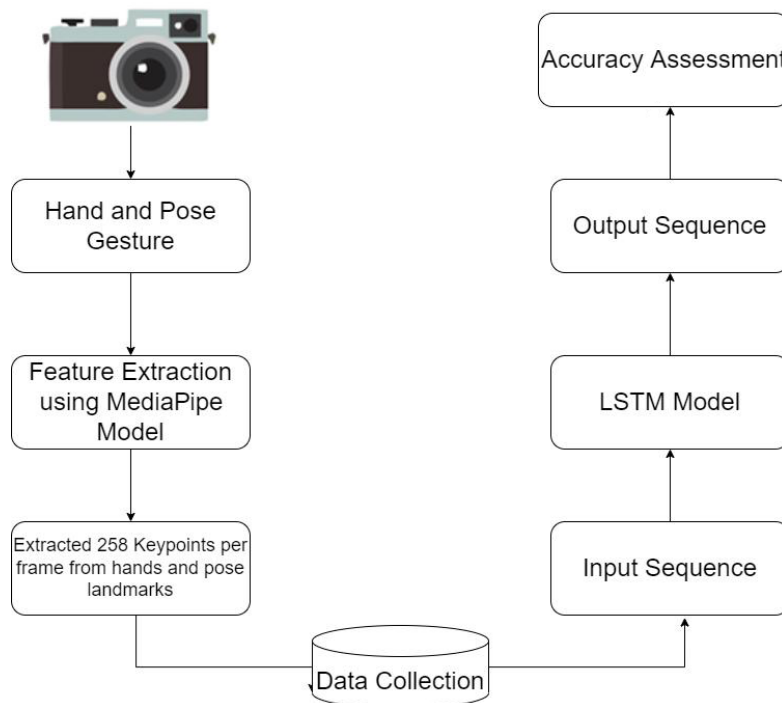 Hand and Pose
Gesture
Feature Extraction
using MediaPipe
Model
Extracted 258 Keypoints per
frame from hands and pose
landmarks
Data Collection
Input Sequence
LSTM Model
Output Sequence
Accuracy Assessment